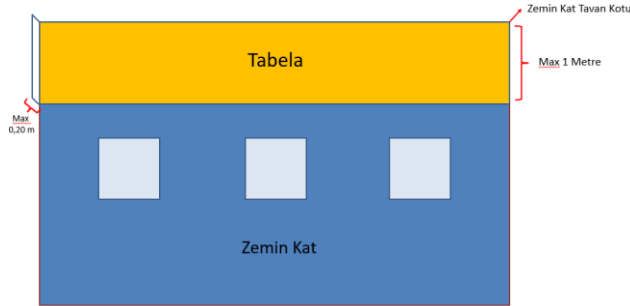 Zemin Kat Tavan Kotu
Tabela
Max 1 Metre
Max
0,20 m
Zemin Kat